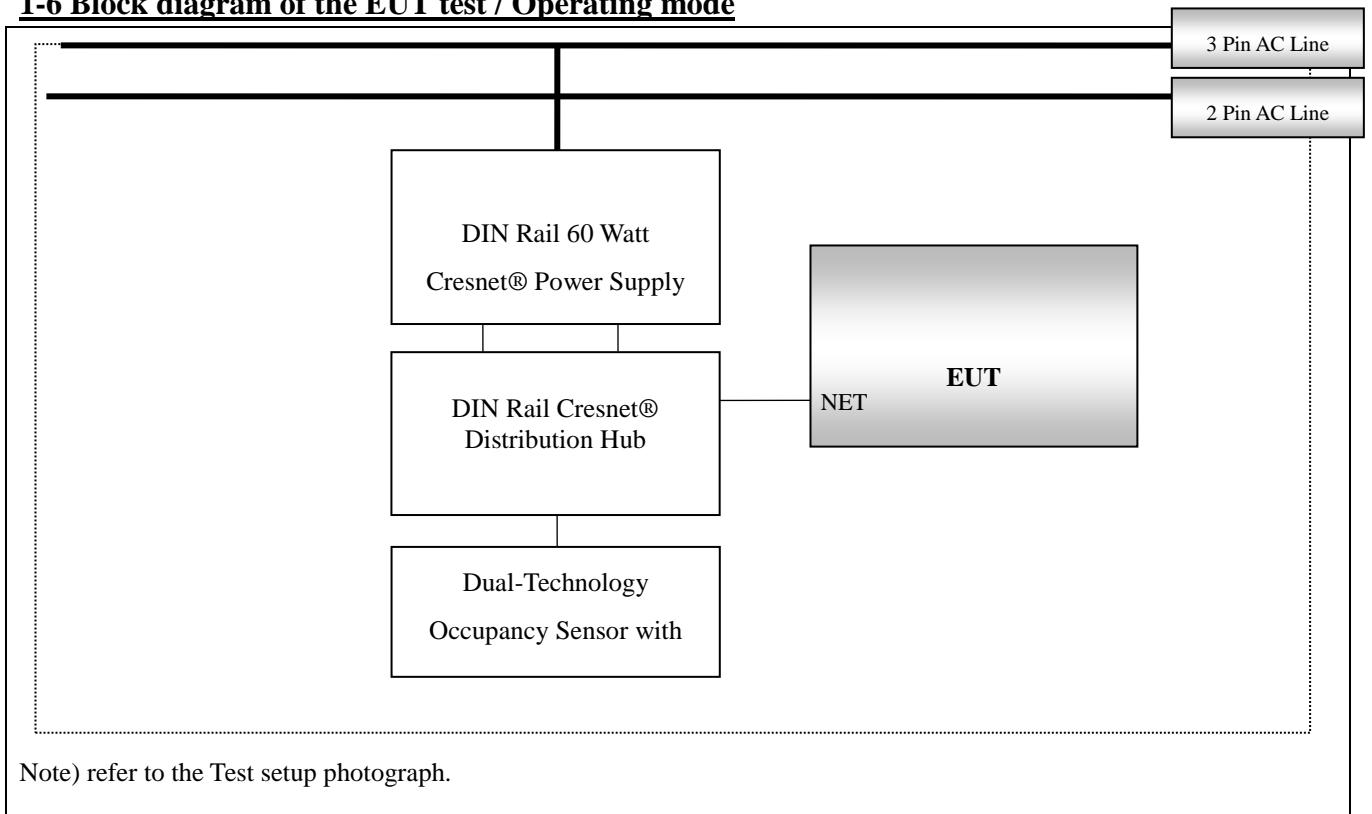 1-6 Block diagram of the EUT test / Operating mode
3 Pin AC Line
2 Pin AC Line
DIN Rail 60 Watt
Cresnet® Power Supply
EUT
NET
DIN Rail Cresnet®
Distribution Hub
Dual-Technology
Occupancy Sensor with
Note) refer to the Test setup photograph.